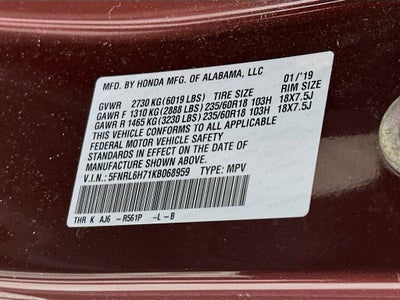 MFD. BY HONDA MFG. OF ALABAMA, LLC 01/'19
GVWR 2730 KG(6019 LBS) TIRE SIZE RIM SIZE
GAWR F 1310 KG(2888 LBS) 235/60R18 103H 18X7.5J
GAWR R 1465 KG(3230 LBS) 235/60R18 103H 18X7.5J
THIS VEHICLE CONFORMS TO ALL APPLICABLE
FEDERAL MOTOR VEHICLE SAFETY
STANDARDS IN EFFECT ON THE DATE OF
MANUFACTURE SHOWN ABOVE.
V.I.N.: 5FNRL6H71KB068959 TYPE: MPV
THR K AJ6 -R561P -L-B